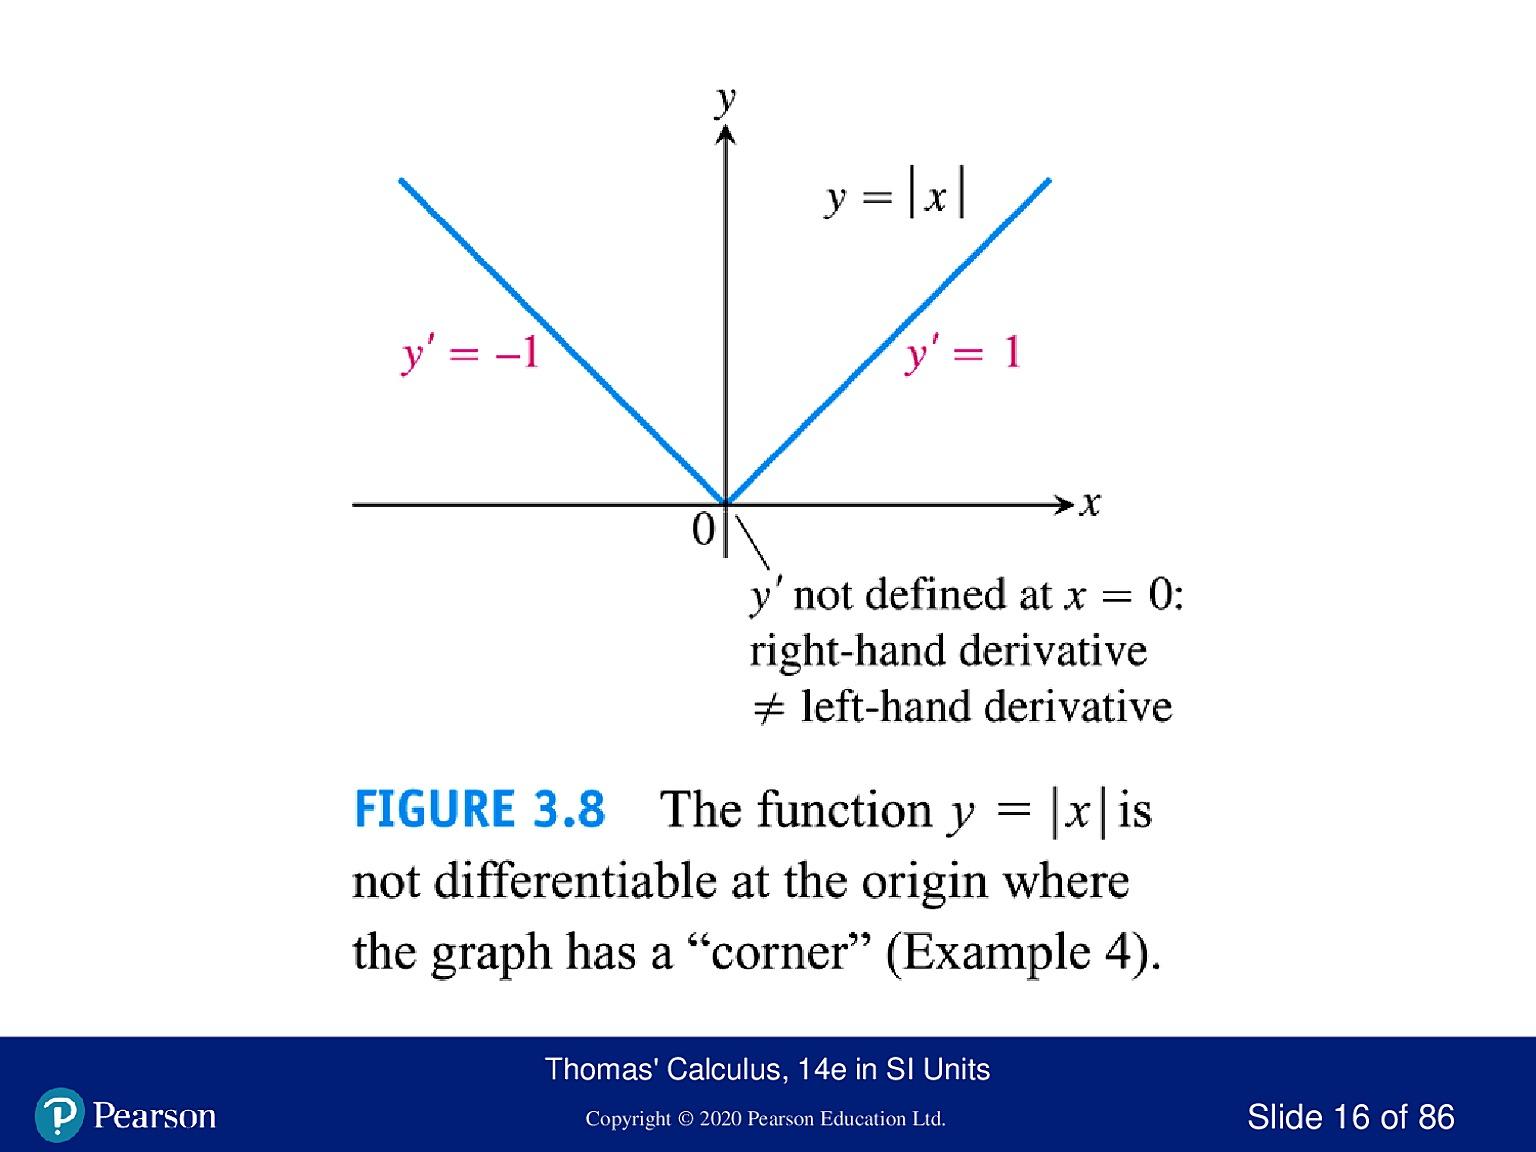 y
y = |x|
y′ = –1
y′ = 1
x
0
y′ not defined at x = 0:
right-hand derivative
≠ left-hand derivative
FIGURE 3.8 The function y = |x| is
not differentiable at the origin where
the graph has a “corner” (Example 4).
Thomas' Calculus, 14e in SI Units
Pearson
Copyright © 2020 Pearson Education Ltd.
Slide 16 of 86